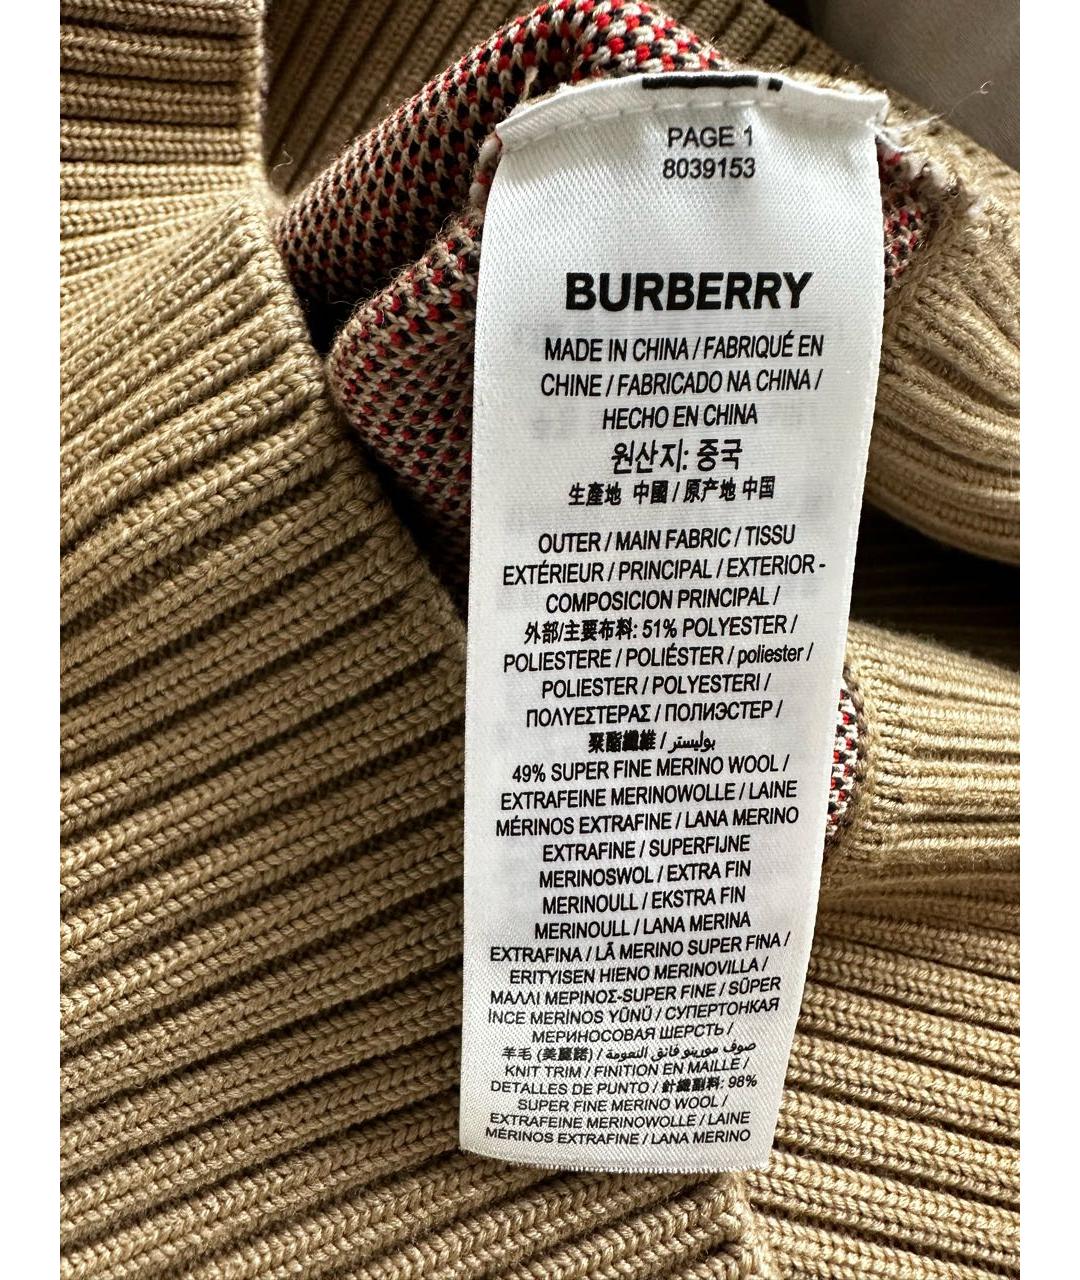 PAGE 1
8039153
BURBERRY
MADE IN CHINA / FABRIQUÉ EN
CHINE / FABRICADO NA CHINA /
HECHO EN CHINA
원산지: 중국
生產地 中國 / 原产地 中国
OUTER / MAIN FABRIC / TISSU
EXTÉRIEUR / PRINCIPAL / EXTERIOR -
COMPOSICION PRINCIPAL /
外部/主要布料: 51% POLYESTER /
POLIESTERE / POLIÉSTER / poliester /
POLIESTER / POLYESTERI /
ΠΟΛΥΕΣΤΕΡΑΣ / ПОЛИЭСТЕР /
聚酯纖維 / بوليستر
49% SUPER FINE MERINO WOOL /
EXTRAFEINE MERINOWOLLE / LAINE
MÉRINOS EXTRAFINE / LANA MERINO
EXTRAFINE / SUPERFIJNE
MERINOSWOL / EXTRA FIN
MERINOULL / EKSTRA FIN
MERINOULL / LANA MERINA
EXTRAFINA / LÃ MERINO SUPER FINA /
ERITYISEN HIENO MERINOVILLA /
ΜΑΛΛΙ ΜΕΡΙΝΟΣ-SUPER FINE / SÜPER
İNCE MERİNOS YÜNÜ / СУПЕРТОНКАЯ
МЕРИНОСОВАЯ ШЕРСТЬ /
羊毛 (美麗諾) / صوف مورينو فائق النعومة
KNIT TRIM / FINITION EN MAILLE /
DETALLES DE PUNTO / 針織副料: 98%
SUPER FINE MERINO WOOL /
EXTRAFEINE MERINOWOLLE / LAINE
MÉRINOS EXTRAFINE / LANA MERINO